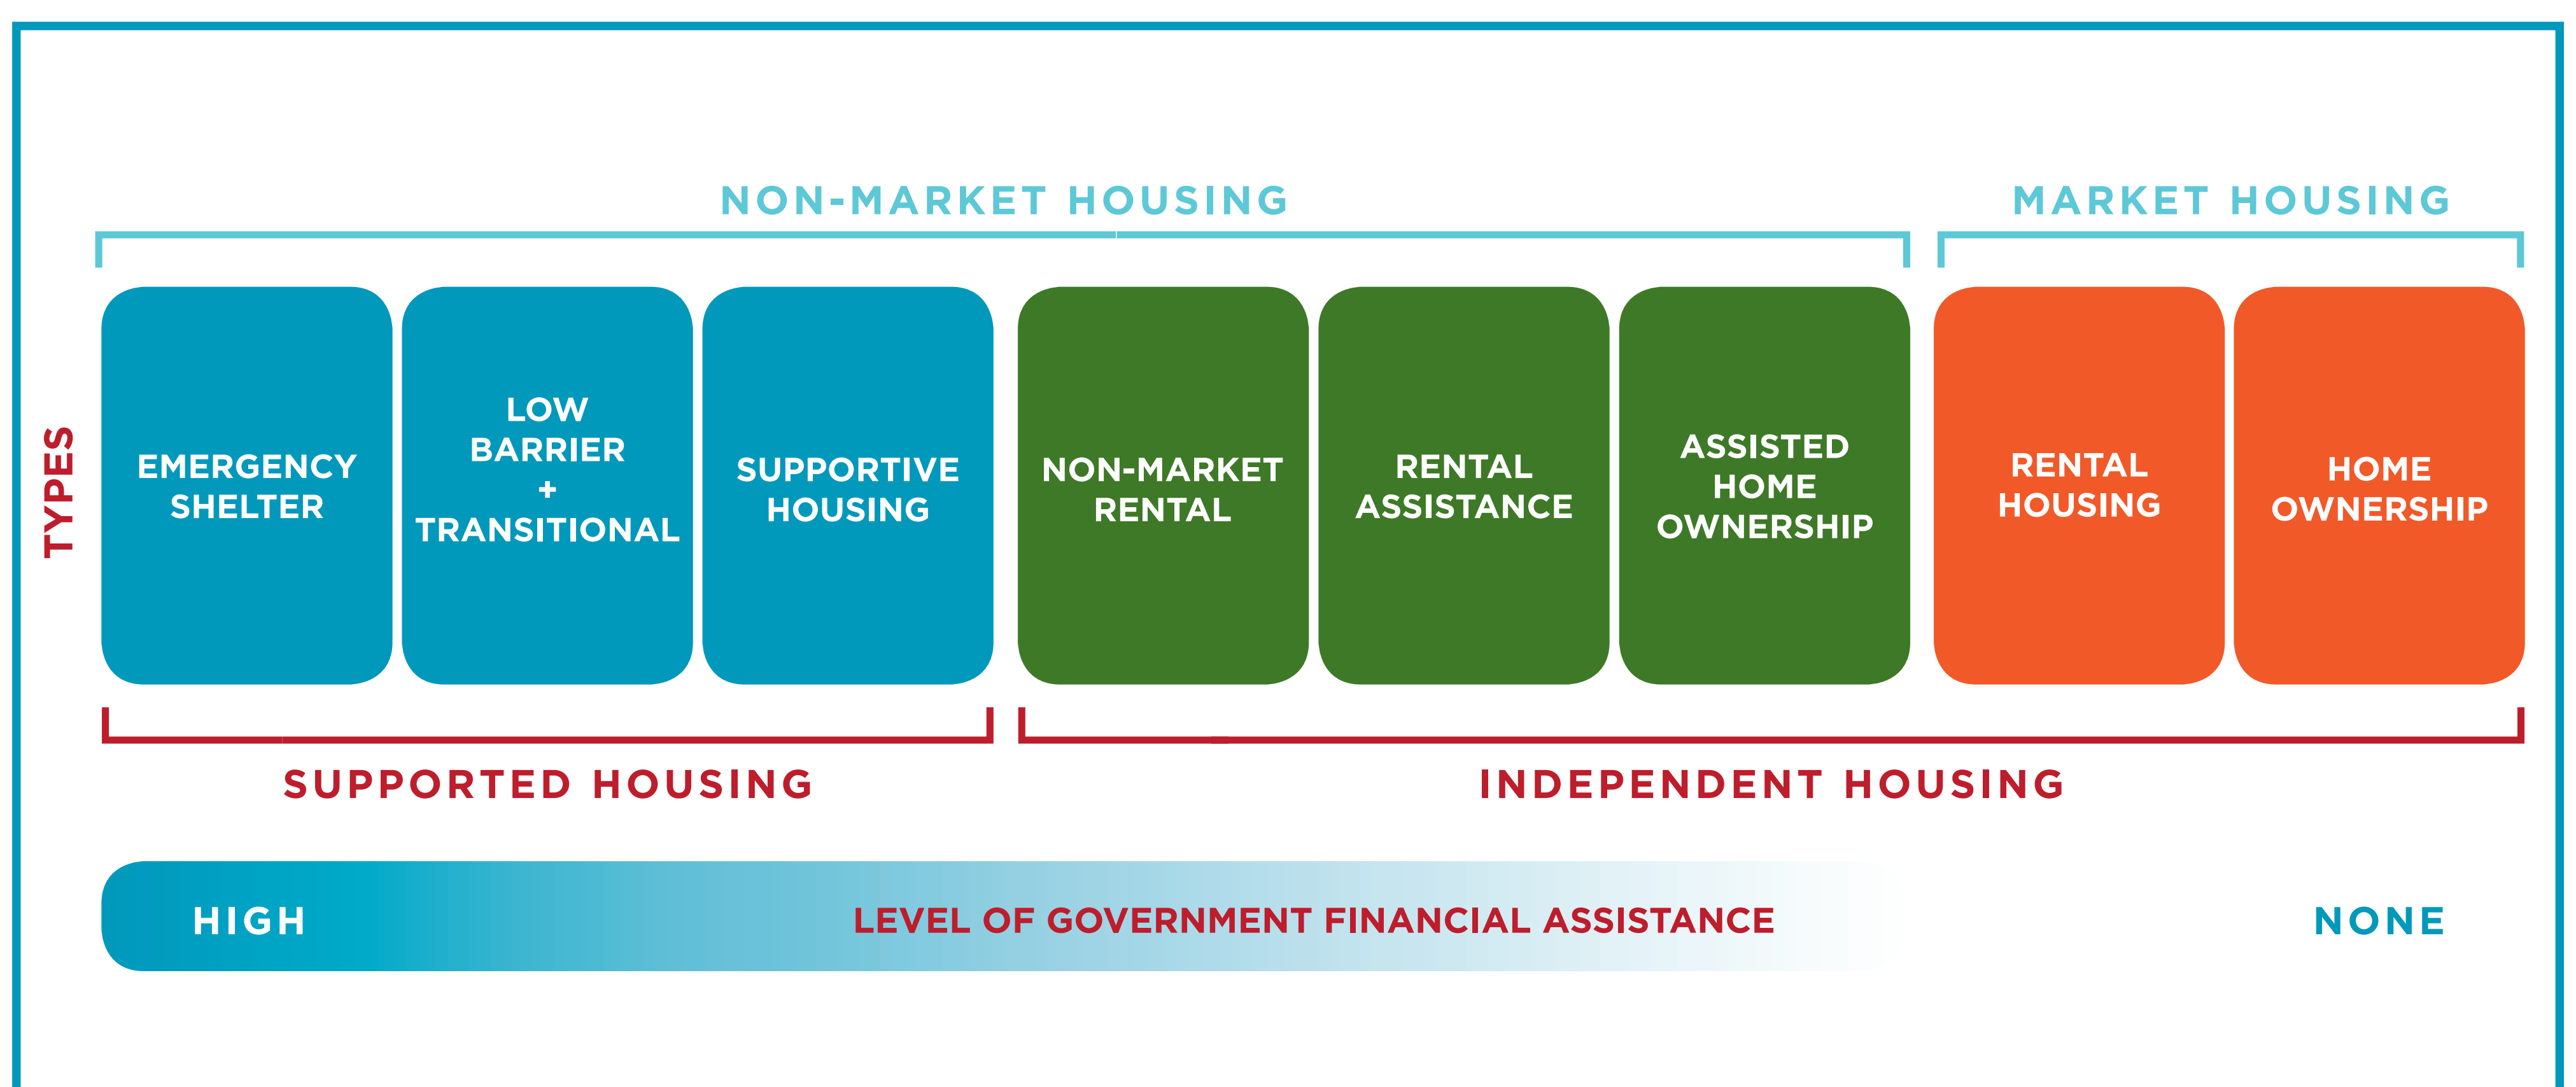 NON-MARKET HOUSING
MARKET HOUSING
TYPES
EMERGENCY
SHELTER
LOW
BARRIER
+
TRANSITIONAL
SUPPORTIVE
HOUSING
NON-MARKET
RENTAL
RENTAL
ASSISTANCE
ASSISTED
HOME
OWNERSHIP
RENTAL
HOUSING
HOME
OWNERSHIP
SUPPORTED HOUSING
INDEPENDENT HOUSING
HIGH
LEVEL OF GOVERNMENT FINANCIAL ASSISTANCE
NONE